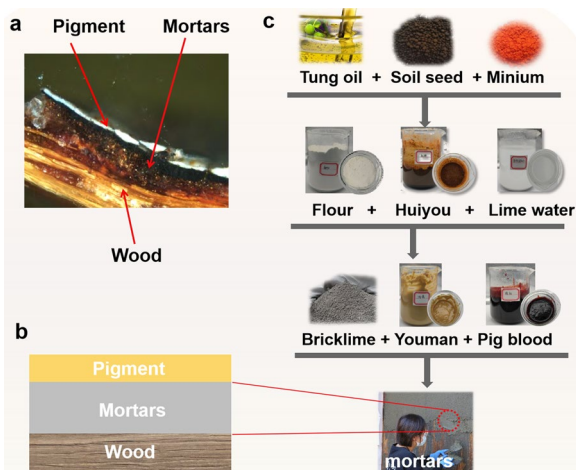 a
Pigment Mortars
Wood
b
Pigment
Mortars
Wood
c
Tung oil + Soil seed + Minium
Flour + Huiyou + Lime water
Bricklime + Youman + Pig blood
mortars